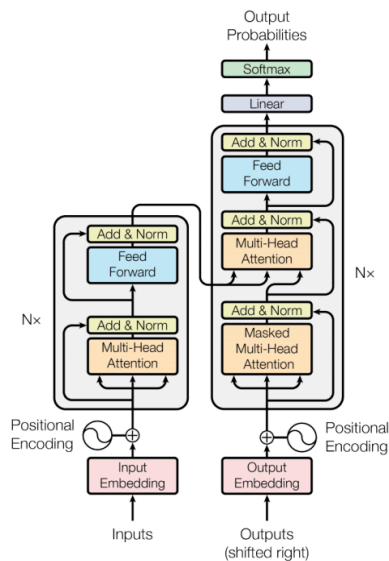 Output
Probabilities
Softmax
Linear
Add & Norm
Feed
Forward
Add & Norm
Multi-Head
Attention
Add & Norm
Masked
Multi-Head
Attention
N×
Add & Norm
Feed
Forward
Add & Norm
Multi-Head
Attention
N×
Positional
Encoding
Positional
Encoding
Input
Embedding
Output
Embedding
Inputs
Outputs
(shifted right)